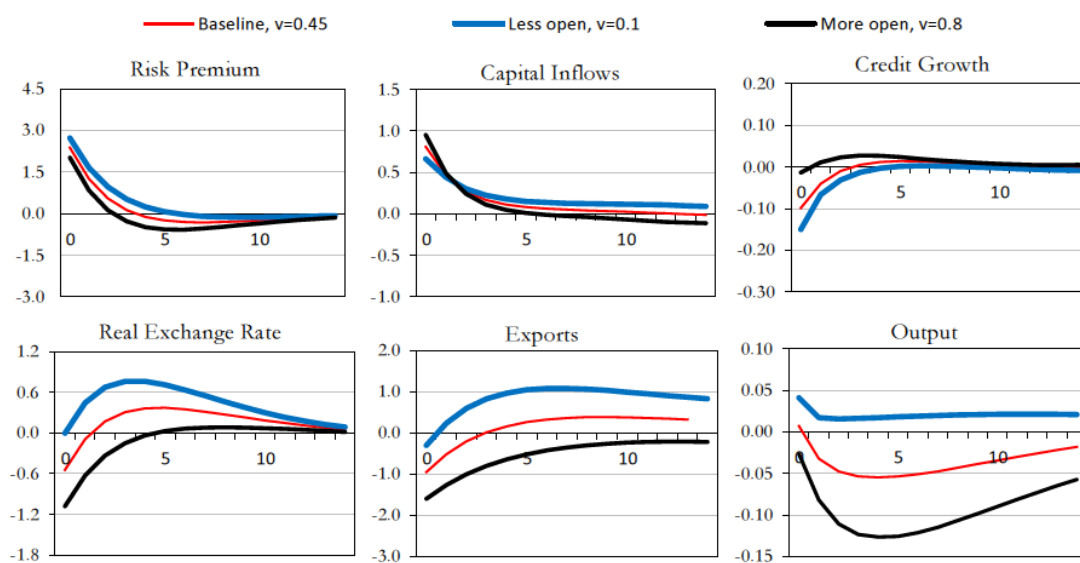 Baseline, v=0.45 Less open, v=0.1 More open, v=0.8
Risk Premium
4.5
3.0
1.5
0.0
-1.5
-3.0
0 5 10
Capital Inflows
1.5
1.0
0.5
0.0
-0.5
-1.0
0 5 10
Credit Growth
0.20
0.10
0.00
-0.10
-0.20
-0.30
0 5 10
Real Exchange Rate
1.2
0.6
0.0
-0.6
-1.2
-1.8
0 5 10
Exports
2.0
1.0
0.0
-1.0
-2.0
-3.0
0 5 10
Output
0.10
0.05
0.00
-0.05
-0.10
-0.15
0 5 10